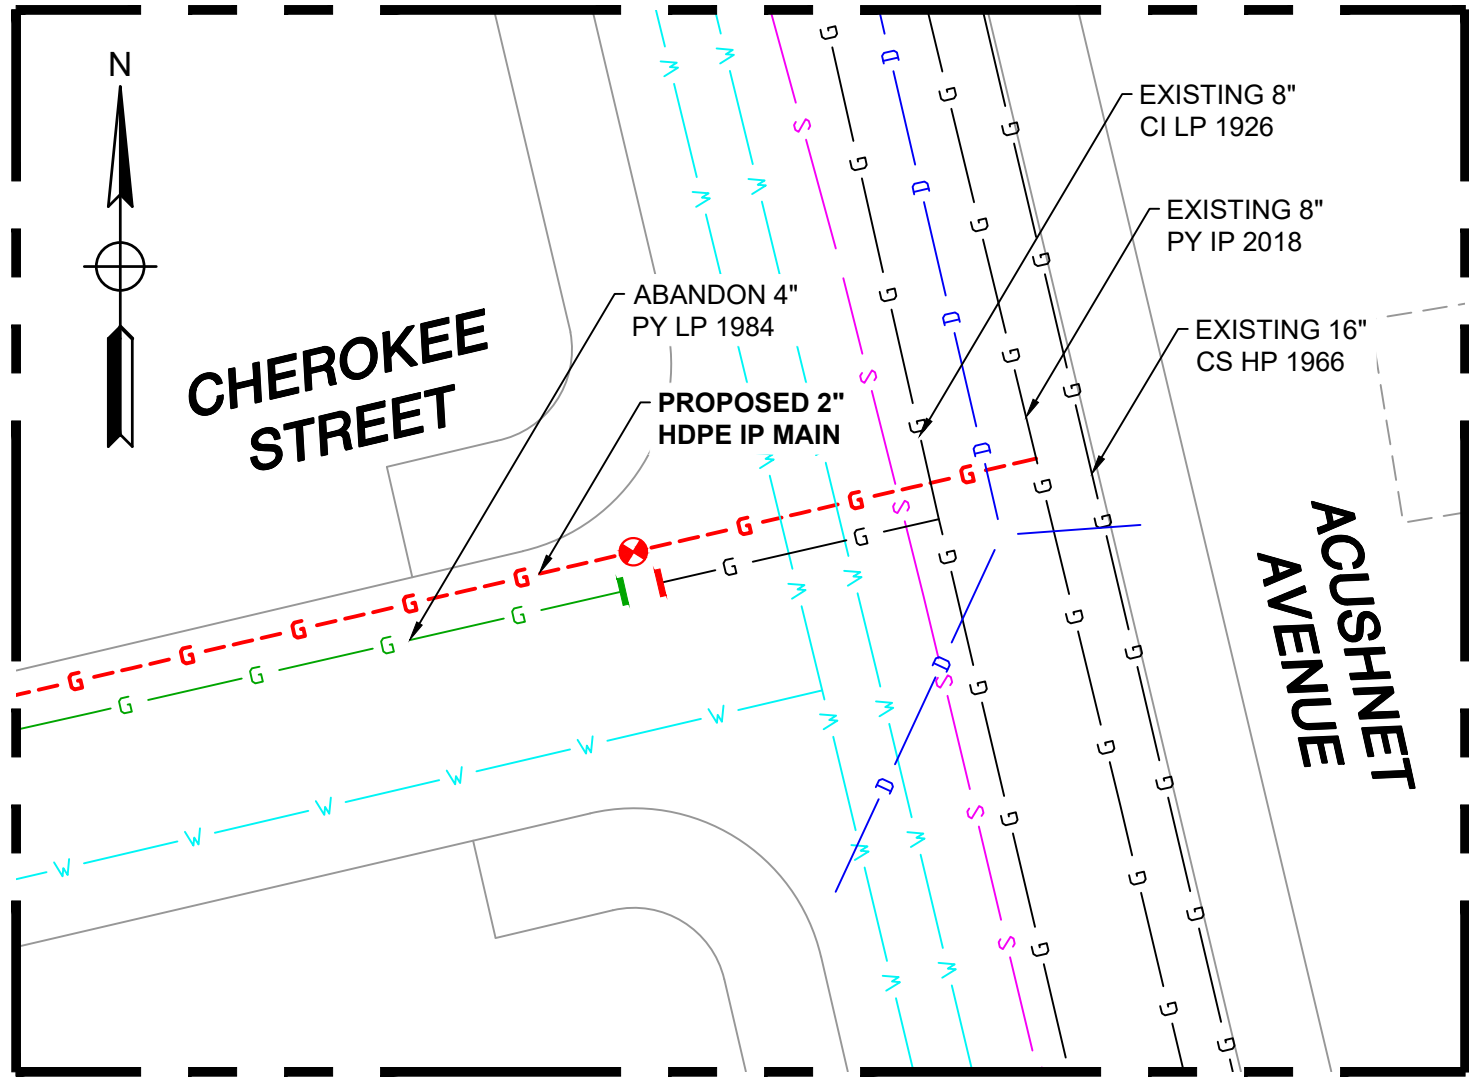 N
EXISTING 8"
CI LP 1926
EXISTING 8"
PY IP 2018
ABANDON 4"
PY LP 1984
EXISTING 16"
CS HP 1966
CHEROKEE
STREET
PROPOSED 2"
HDPE IP MAIN
ACUSHNET
AVENUE
G G G G G G G G
G G G G
G G
W W W W W W
W W W W W W W
W W W W W W W W
S S S S S S S
G G G G G G G G
D D D D
D D
G G G G G G G G
G G G G G G G G